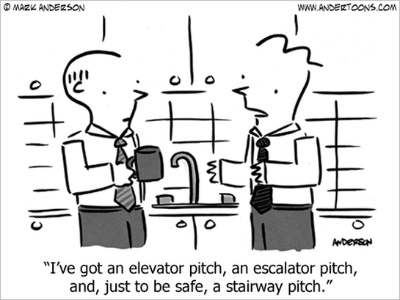 © MARK ANDERSON
WWW.ANDERTOONS.COM
ANDERSON
“I’ve got an elevator pitch, an escalator pitch,
and, just to be safe, a stairway pitch.”